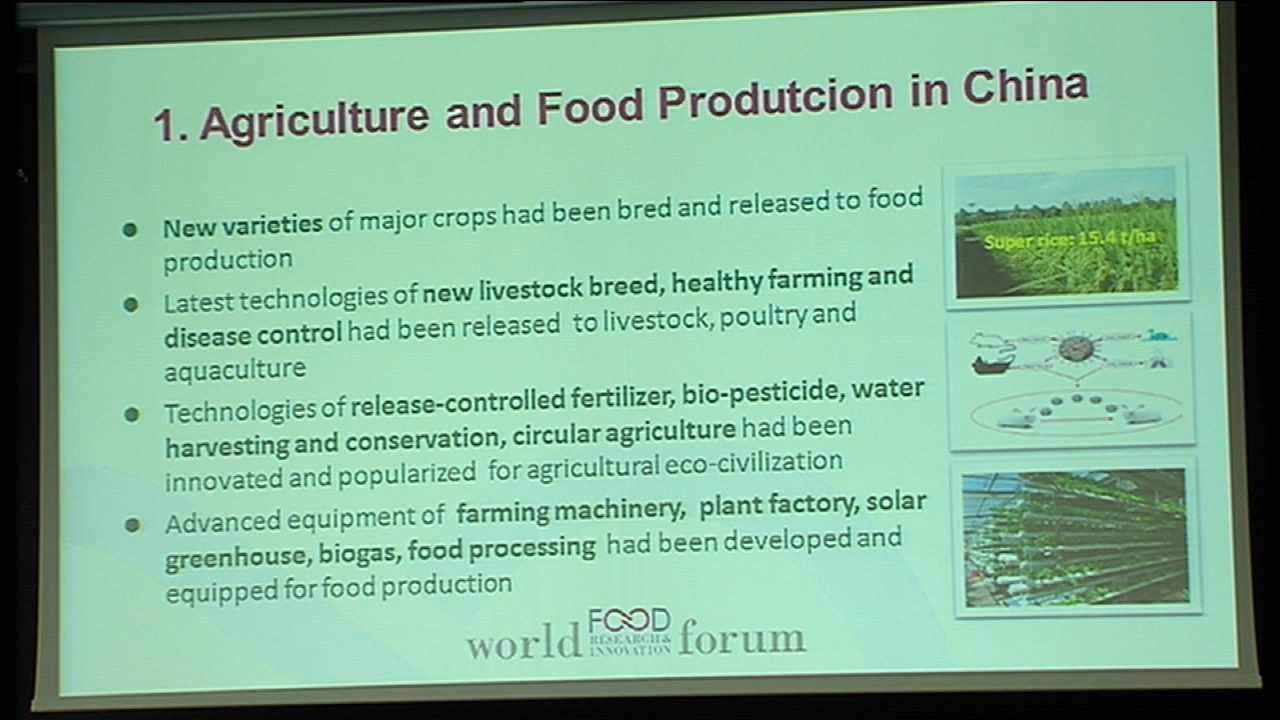 1. Agriculture and Food Produtcion in China
New varieties of major crops had been bred and released to food
production
Latest technologies of new livestock breed, healthy farming and
disease control had been released to livestock, poultry and
aquaculture
Technologies of release-controlled fertilizer, bio-pesticide, water
harvesting and conservation, circular agriculture had been
innovated and popularized for agricultural eco-civilization
Advanced equipment of farming machinery, plant factory, solar
greenhouse, biogas, food processing had been developed and
equipped for food production
Super rice: 15.4 t/ha
world FOOD RESEARCH & INNOVATION forum